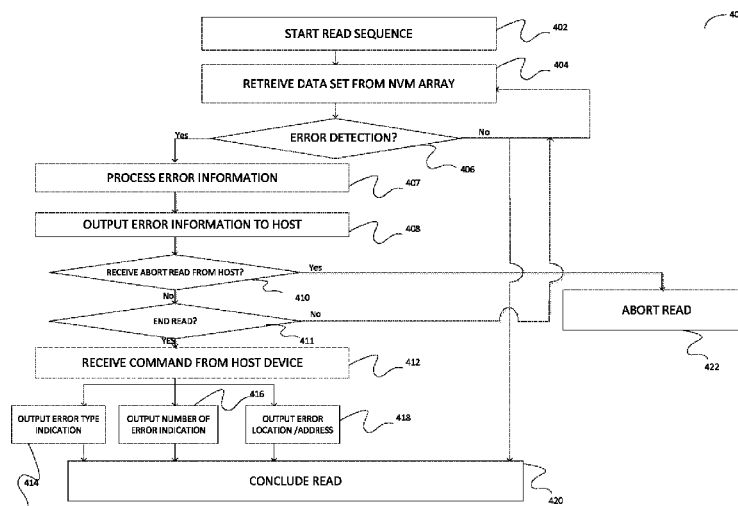 40
START READ SEQUENCE
402
404
RETREIVE DATA SET FROM NVM ARRAY
Yes
ERROR DETECTION?
No
406
PROCESS ERROR INFORMATION
407
OUTPUT ERROR INFORMATION TO HOST
408
RECEIVE ABORT READ FROM HOST?
Yes
410
No
ABORT READ
END READ?
No
411
YES
422
RECEIVE COMMAND FROM HOST DEVICE
412
416
OUTPUT ERROR TYPE
INDICATION
OUTPUT NUMBER OF
ERROR INDICATION
OUTPUT ERROR
LOCATION /ADDRESS
418
414
CONCLUDE READ
420